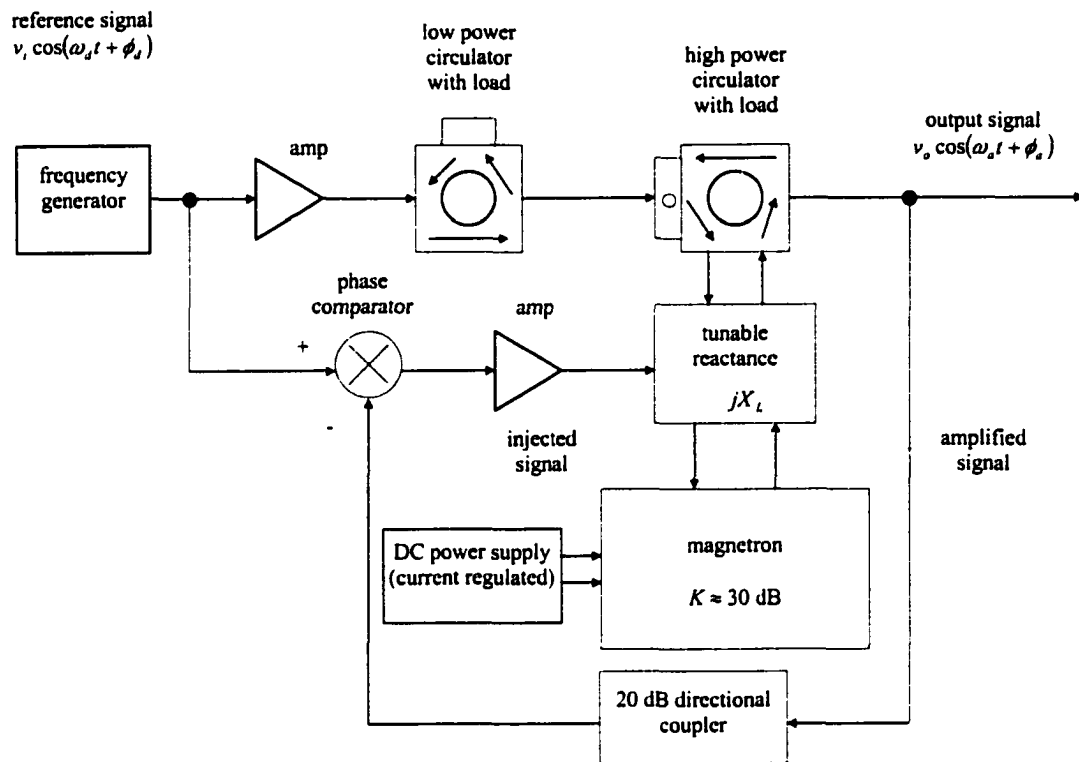 reference signal
v_i cos(ω_d t + ϕ_d)
low power
circulator
with load
high power
circulator
with load
output signal
v_o cos(ω_a t + ϕ_a)
amp
frequency
generator
phase
comparator
amp
+
-
tunable
reactance
jX_L
injected
signal
amplified
signal
DC power supply
(current regulated)
magnetron
K ≈ 30 dB
20 dB directional
coupler